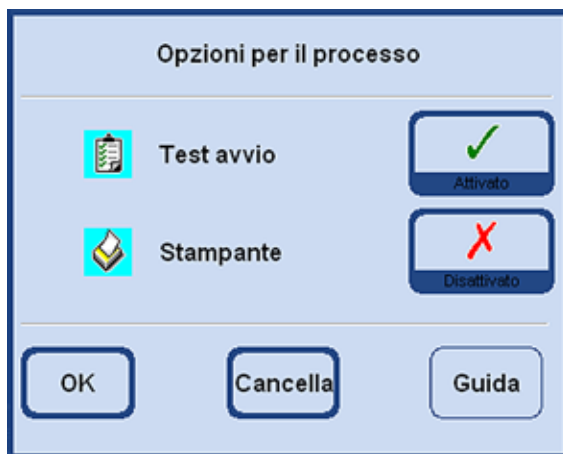 Opzioni per il processo
Test avvio
Attivato
Stampante
Disattivato
OK
Cancella
Guida